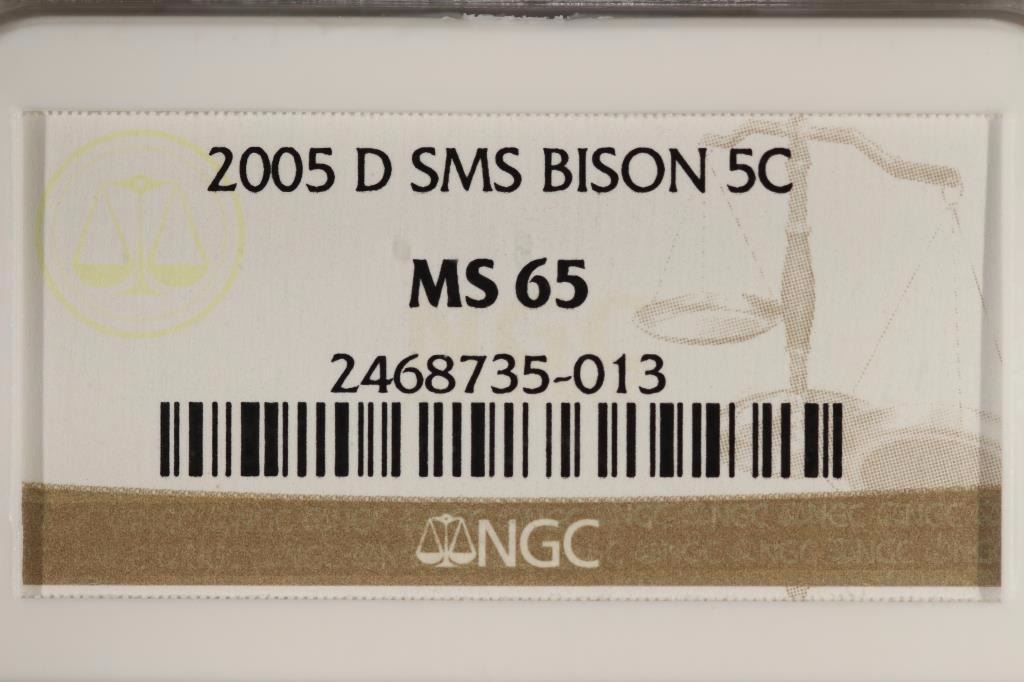 2005 D SMS BISON 5C
MS 65
2468735-013
NGC